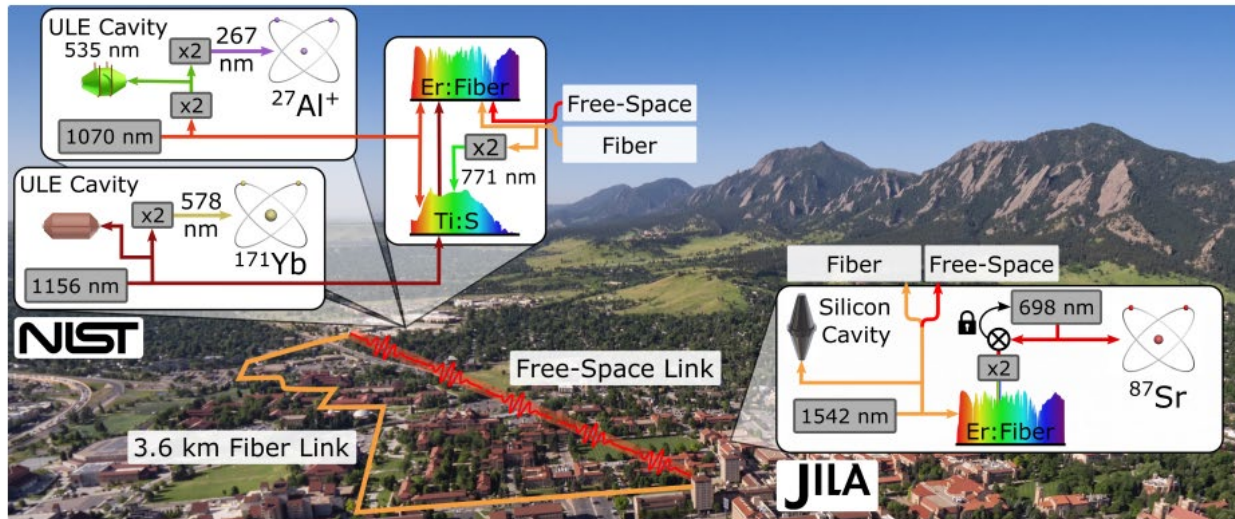 ULE Cavity
535 nm
x2
267
nm
27Al+
x2
1070 nm
ULE Cavity
x2
578
nm
171Yb
1156 nm
NIST
Er:Fiber
Free-Space
Fiber
x2
771 nm
Ti:S
Free-Space Link
3.6 km Fiber Link
Fiber
Free-Space
Silicon
Cavity
698 nm
x2
87Sr
1542 nm
Er:Fiber
JILA